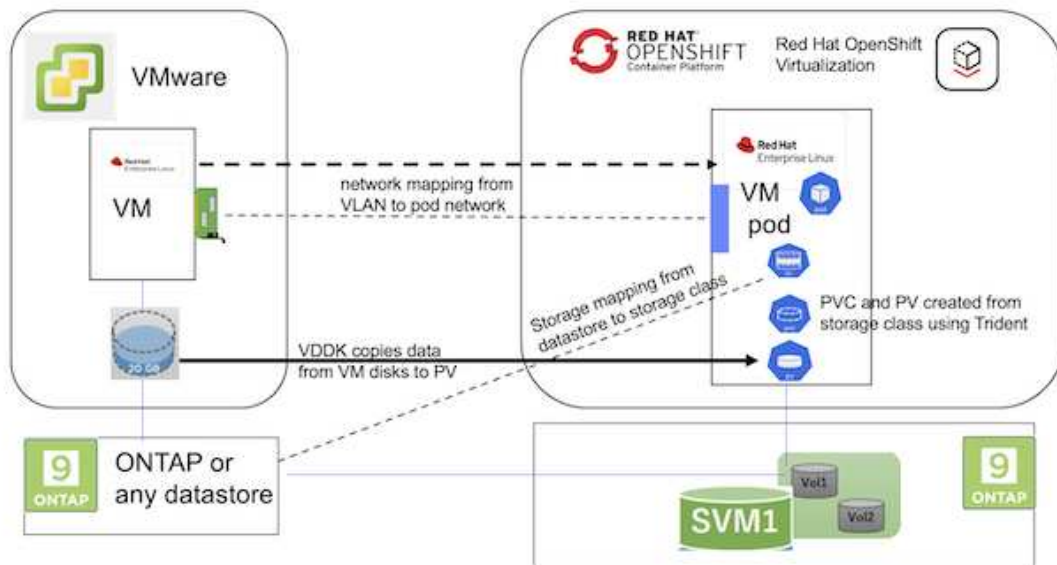 VMware
RED HAT
OPENSHIFT
Container Platform
Red Hat OpenShift
Virtualization
Red Hat
Enterprise Linux
VM
network mapping from
VLAN to pod network
Red Hat
Enterprise Linux
VM
pod
Storage mapping from
datastore to storage class
PVC and PV created from
storage class using Trident
20 GB
VDDK copies data
from VM disks to PV
9
ONTAP
ONTAP or
any datastore
SVM1
Vol1
Vol2
9
ONTAP